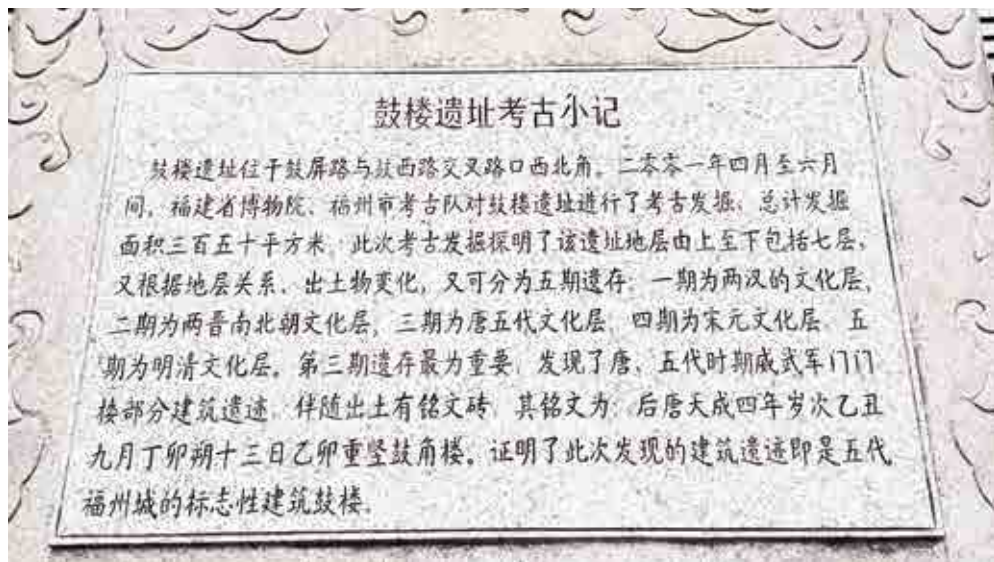 鼓楼遗址考古小记
鼓楼遗址位于鼓屏路与鼓西路交叉路口西北角。二零零一年四月至六月
间，福建省博物院、福州市考古队对鼓楼遗址进行了考古发掘、总计发掘
面积三百五十平方米，此次考古发掘探明了该遗址地层由上至下包括七层，
又根据地层关系、出土物变化，又可分为五期遗存：一期为两汉的文化层，
二期为两晋南北朝文化层，三期为唐五代文化层，四期为宋元文化层，五
期为明清文化层。第三期遗存最为重要，发现了唐、五代时期威武军门门
楼部分建筑遗迹，伴随出土有铭文砖，其铭文为：后唐天成四年岁次乙丑
九月丁卯朔十三日乙卯重竖鼓角楼。证明了此次发现的建筑遗迹即是五代
福州城的标志性建筑鼓楼。